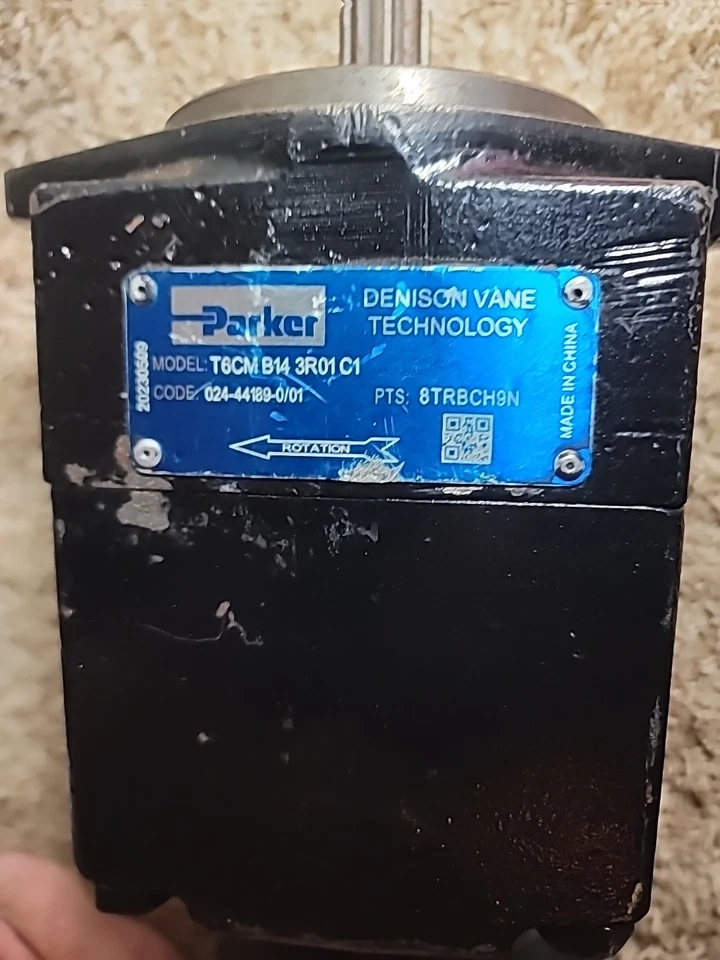 Parker
DENISON VANE
TECHNOLOGY
MODEL: T6CM B14 3R01 C1
CODE: 024-44189-0/01
PTS: 8TRBCH9N
ROTATION
20230509
MADE IN CHINA